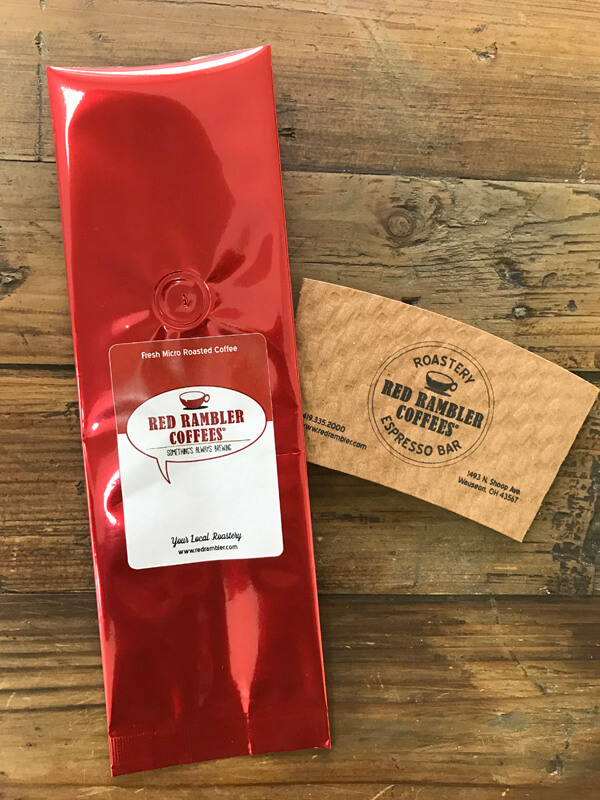 Fresh Micro Roasted Coffee
RED RAMBLER
COFFEES®
SOMETHING'S ALWAYS BREWING
Your Local Roastery
www.redrambler.com
ROASTERY
RED RAMBLER
COFFEES®
ESPRESSO BAR
419.335.2000
www.redrambler.com
1493 N. Shoop Ave.
Wauseon, OH 43567